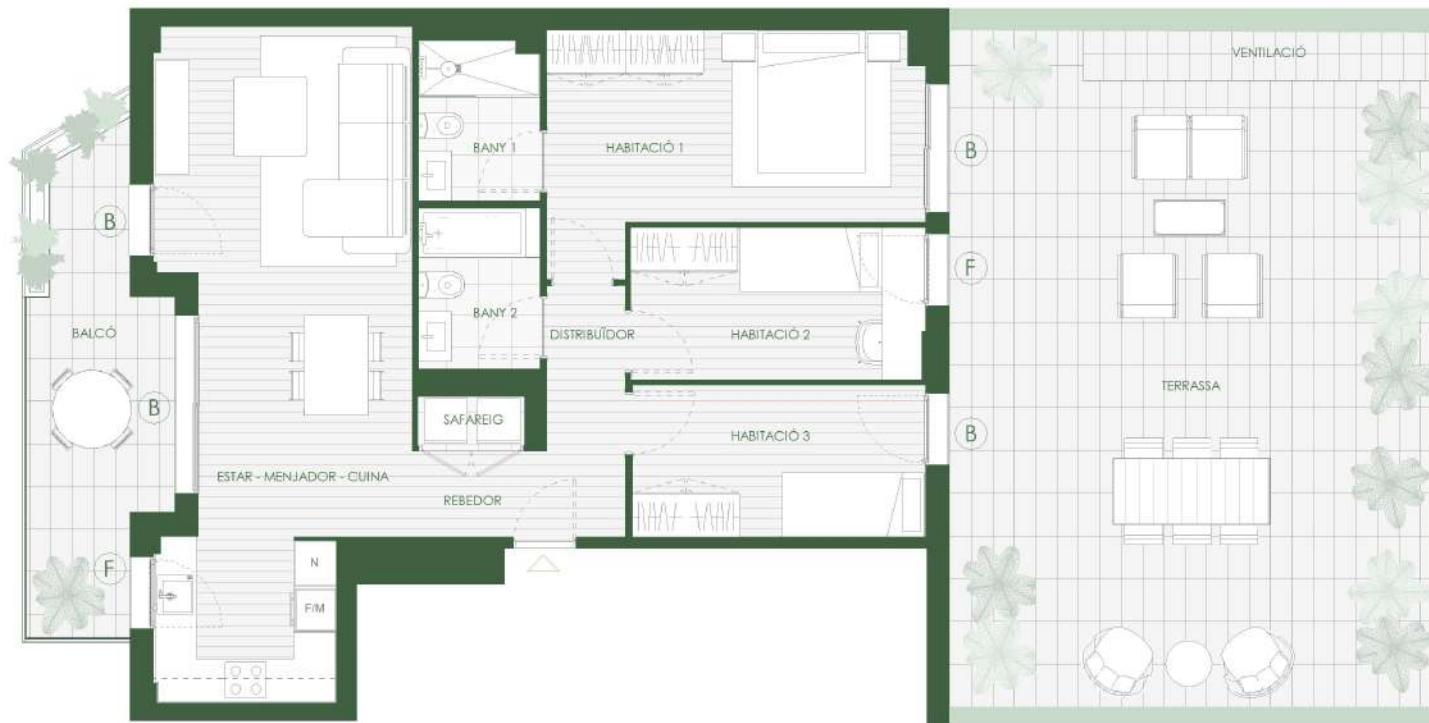 VENTILACIÓ
BANY 1
HABITACIÓ 1
B
B
F
BANY 2
BALCÓ
DISTRIBUÏDOR
HABITACIÓ 2
TERRASSA
B
SAFAREIG
HABITACIÓ 3
B
ESTAR - MENJADOR - CUINA
REBEDOR
F
N
F/M